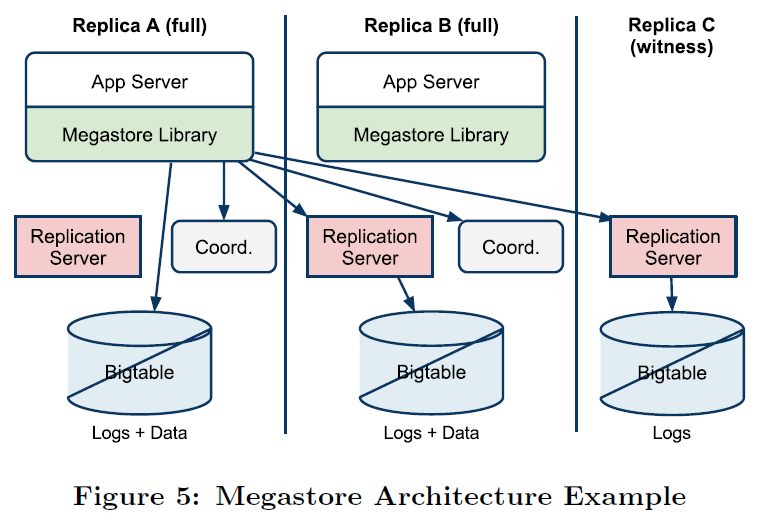 Replica A (full)
Replica B (full)
Replica C
(witness)
App Server
App Server
Megastore Library
Megastore Library
Replication
Server
Coord.
Replication
Server
Coord.
Replication
Server
Bigtable
Bigtable
Bigtable
Logs + Data
Logs + Data
Logs
Figure 5: Megastore Architecture Example